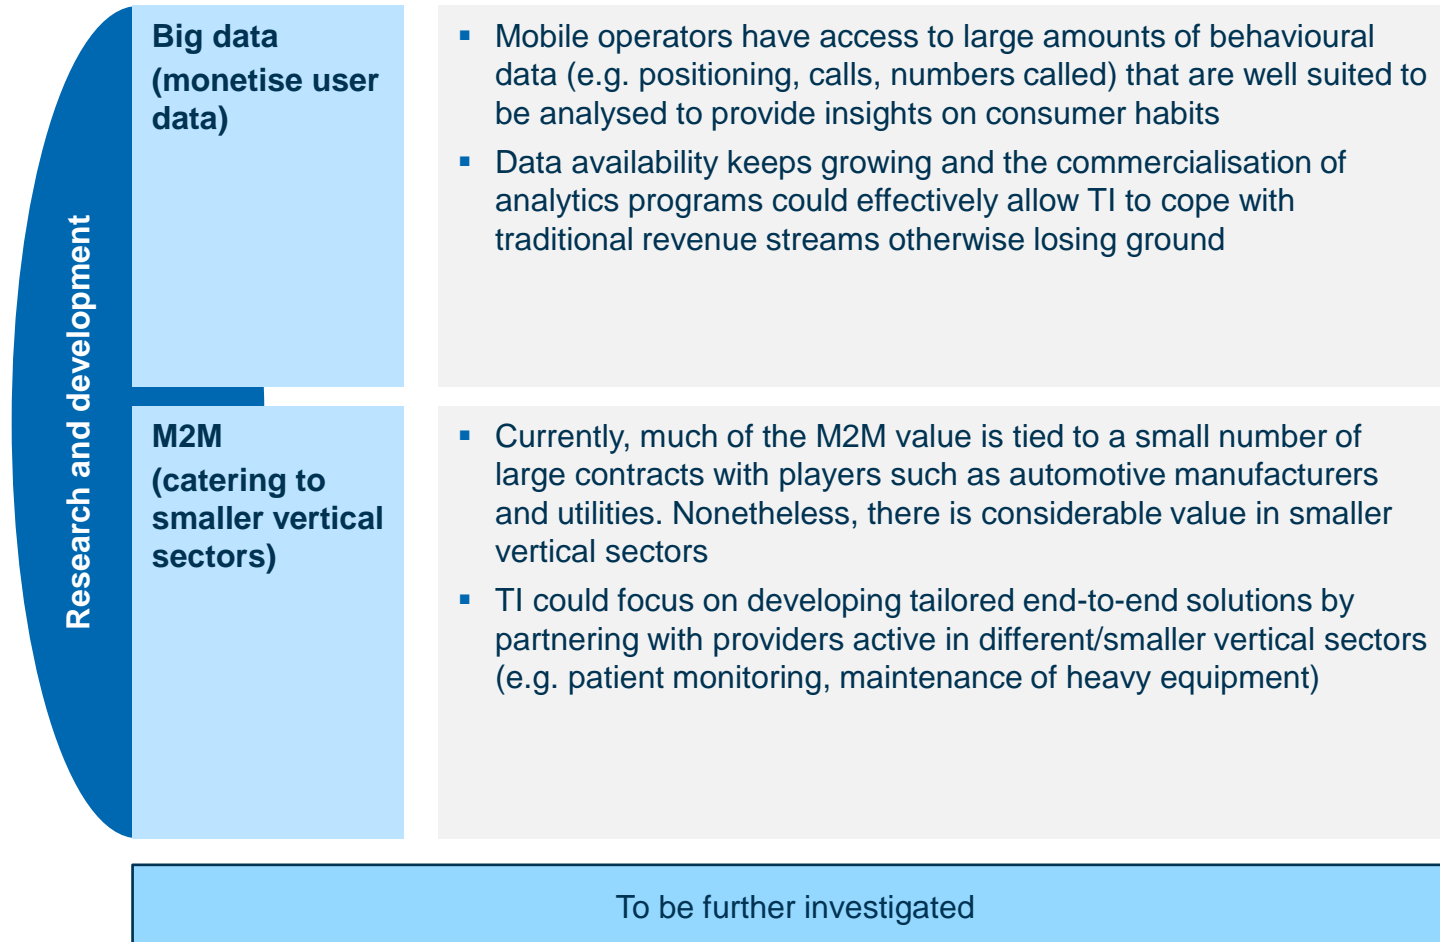 Research and development
Big data
(monetise user
data)
▪ Mobile operators have access to large amounts of behavioural
data (e.g. positioning, calls, numbers called) that are well suited to
be analysed to provide insights on consumer habits
▪ Data availability keeps growing and the commercialisation of
analytics programs could effectively allow TI to cope with
traditional revenue streams otherwise losing ground
M2M
(catering to
smaller vertical
sectors)
▪ Currently, much of the M2M value is tied to a small number of
large contracts with players such as automotive manufacturers
and utilities. Nonetheless, there is considerable value in smaller
vertical sectors
▪ TI could focus on developing tailored end-to-end solutions by
partnering with providers active in different/smaller vertical sectors
(e.g. patient monitoring, maintenance of heavy equipment)
To be further investigated